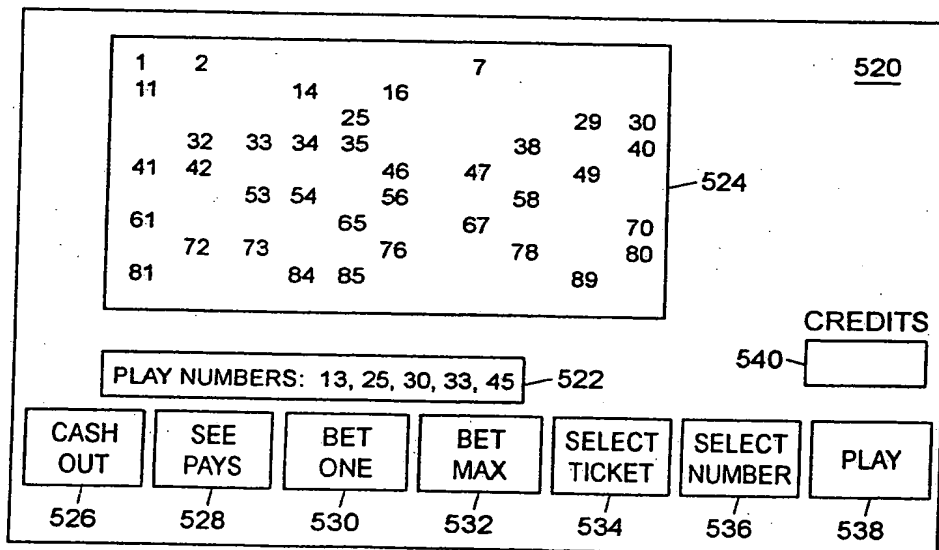 520
1 2 7
11 14 16
25 29 30
32 33 34 35 38 40
41 42 46 47 49
524
53 54 56 58
61 65 67 70
72 73 76 78 80
81 84 85 89
CREDITS
540
PLAY NUMBERS: 13, 25, 30, 33, 45
522
CASH OUT
SEE PAYS
BET ONE
BET MAX
SELECT TICKET
SELECT NUMBER
PLAY
526 528 530 532 534 536 538